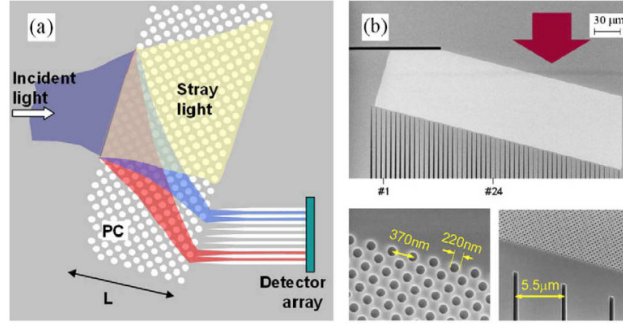 (a)
Incident
light
Stray
light
PC
L
Detector
array
(b)
30 μm
#1
#24
370nm
220nm
5.5μm